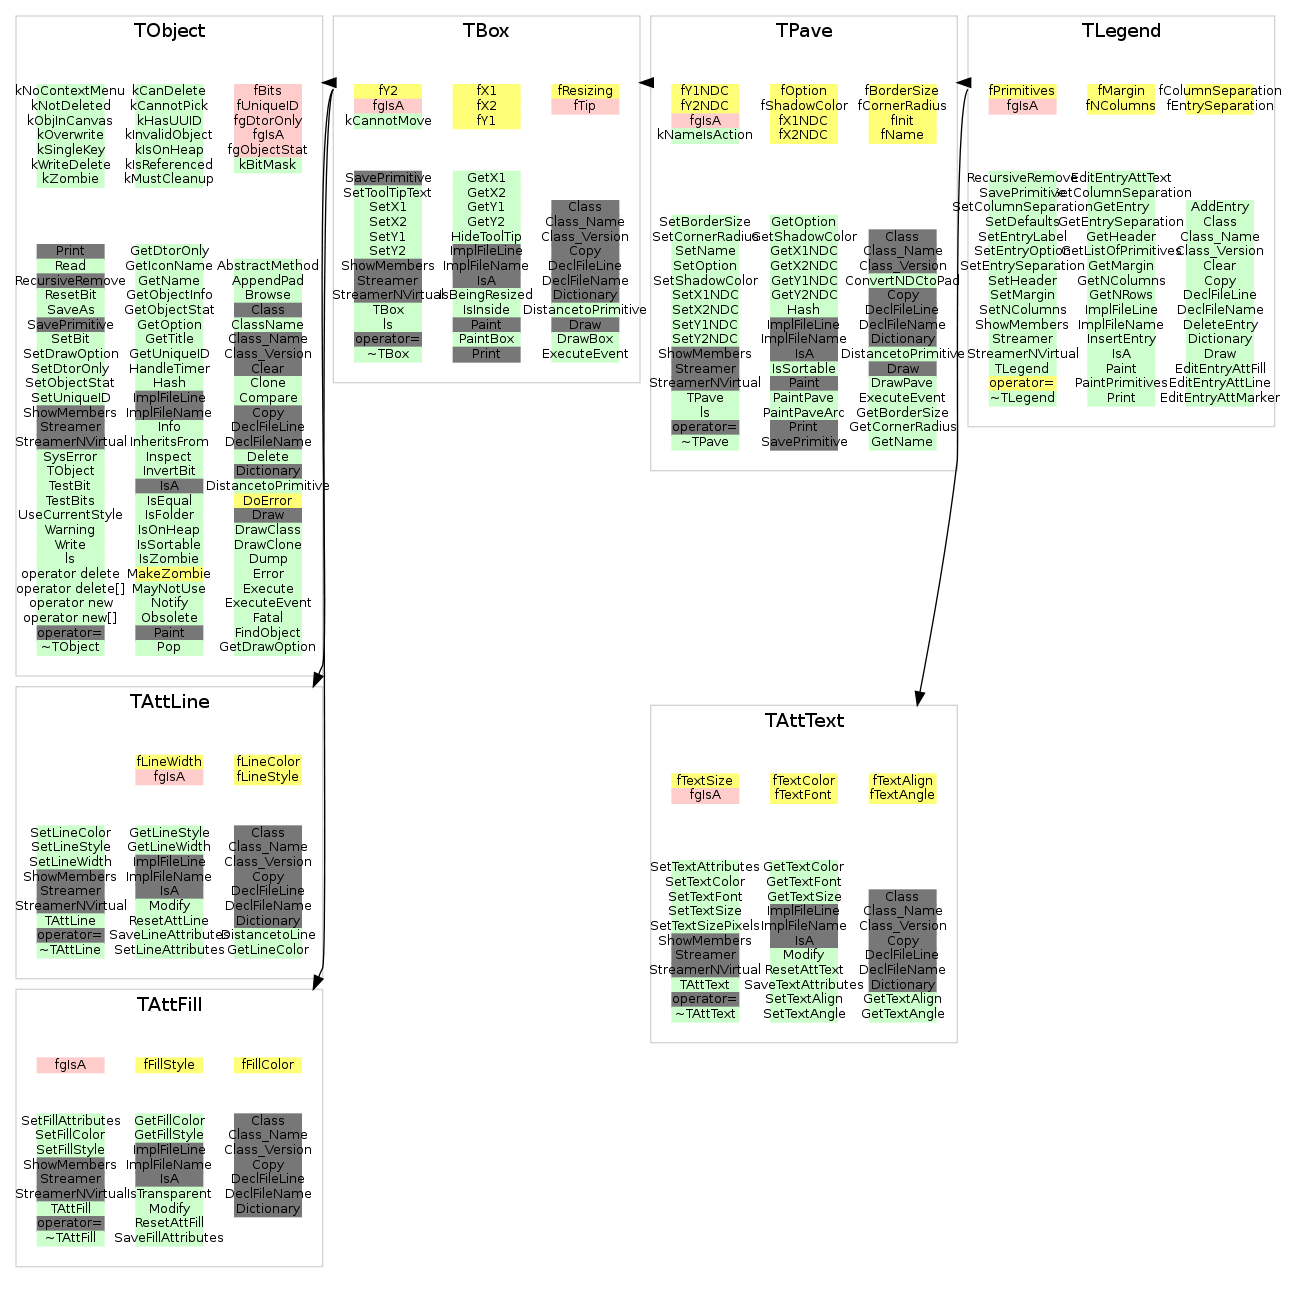 TObject
kNoContextMenu kCanDelete fBits
kNotDeleted kCannotPick fUniqueID
kObjInCanvas kHasUUID fgDtorOnly
kOverwrite kInvalidObject fgIsA
kSingleKey kIsOnHeap fgObjectStat
kWriteDelete kIsReferenced kBitMask
kZombie kMustCleanup
Print GetDtorOnly
Read GetIconName AbstractMethod
RecursiveRemove GetName AppendPad
ResetBit GetObjectInfo Browse
SaveAs GetObjectStat Class
SavePrimitive GetOption ClassName
SetBit GetTitle Class_Name
SetDrawOption GetUniqueID Class_Version
SetDtorOnly HandleTimer Clear
SetObjectStat Hash Clone
SetUniqueID ImplFileLine Compare
ShowMembers ImplFileName Copy
Streamer Info DeclFileLine
StreamerNVirtual InheritsFrom DeclFileName
SysError Inspect Delete
TObject InvertBit Dictionary
TestBit IsA DistancetoPrimitive
TestBits IsEqual DoError
UseCurrentStyle IsFolder Draw
Warning IsOnHeap DrawClass
Write IsSortable DrawClone
ls IsZombie Dump
operator delete MakeZombie Error
operator delete[] MayNotUse Execute
operator new Notify ExecuteEvent
operator new[] Obsolete Fatal
operator= Paint FindObject
~TObject Pop GetDrawOption
TBox
fY2 fX1 fResizing
fgIsA fX2 fTip
kCannotMove fY1
SavePrimitive GetX1
SetToolTipText GetX2
SetX1 GetY1 Class
SetX2 GetY2 Class_Name
SetY1 HideToolTip Class_Version
SetY2 ImplFileLine Copy
ShowMembers ImplFileName DeclFileLine
Streamer IsA DeclFileName
StreamerNVirtual IsBeingResized Dictionary
TBox IsInside DistancetoPrimitive
ls Paint Draw
operator= PaintBox DrawBox
~TBox Print ExecuteEvent
TPave
fY1NDC fOption fBorderSize
fY2NDC fShadowColor fCornerRadius
fgIsA fX1NDC fInit
kNameIsAction fX2NDC fName
SetBorderSize GetOption
SetCornerRadius GetShadowColor Class
SetName GetX1NDC Class_Name
SetOption GetX2NDC Class_Version
SetShadowColor GetY1NDC ConvertNDCtoPad
SetX1NDC GetY2NDC Copy
SetX2NDC Hash DeclFileLine
SetY1NDC ImplFileLine DeclFileName
SetY2NDC ImplFileName Dictionary
ShowMembers IsA DistancetoPrimitive
Streamer IsSortable Draw
StreamerNVirtual Paint DrawPave
TPave PaintPave ExecuteEvent
ls PaintPaveArc GetBorderSize
operator= Print GetCornerRadius
~TPave SavePrimitive GetName
TLegend
fPrimitives fMargin fColumnSeparation
fgIsA fNColumns fEntrySeparation
RecursiveRemove EditEntryAttText
SavePrimitive GetColumnSeparation
SetColumnSeparation GetEntry AddEntry
SetDefaults GetEntrySeparation Class
SetEntryLabel GetHeader Class_Name
SetEntryOption GetListOfPrimitives Class_Version
SetEntrySeparation GetMargin Clear
SetHeader GetNColumns Copy
SetMargin GetNRows DeclFileLine
SetNColumns ImplFileLine DeclFileName
ShowMembers ImplFileName DeleteEntry
Streamer InsertEntry Dictionary
StreamerNVirtual IsA Draw
TLegend Paint EditEntryAttFill
operator= PaintPrimitives EditEntryAttLine
~TLegend Print EditEntryAttMarker
TAttLine
fLineWidth fLineColor
fgIsA fLineStyle
SetLineColor GetLineStyle Class
SetLineStyle GetLineWidth Class_Name
SetLineWidth ImplFileLine Class_Version
ShowMembers ImplFileName Copy
Streamer IsA DeclFileLine
StreamerNVirtual Modify DeclFileName
TAttLine ResetAttLine Dictionary
operator= SaveLineAttributes DistancetoLine
~TAttLine SetLineAttributes GetLineColor
TAttText
fTextSize fTextColor fTextAlign
fgIsA fTextFont fTextAngle
SetTextAttributes GetTextColor
SetTextColor GetTextFont
SetTextFont GetTextSize Class
SetTextSize ImplFileLine Class_Name
SetTextSizePixels ImplFileName Class_Version
ShowMembers IsA Copy
Streamer Modify DeclFileLine
StreamerNVirtual ResetAttText DeclFileName
TAttText SaveTextAttributes Dictionary
operator= SetTextAlign GetTextAlign
~TAttText SetTextAngle GetTextAngle
TAttFill
fgIsA fFillStyle fFillColor
SetFillAttributes GetFillColor Class
SetFillColor GetFillStyle Class_Name
SetFillStyle ImplFileLine Class_Version
ShowMembers ImplFileName Copy
Streamer IsA DeclFileLine
StreamerNVirtual IsTransparent DeclFileName
TAttFill Modify Dictionary
operator= ResetAttFill
~TAttFill SaveFillAttributes